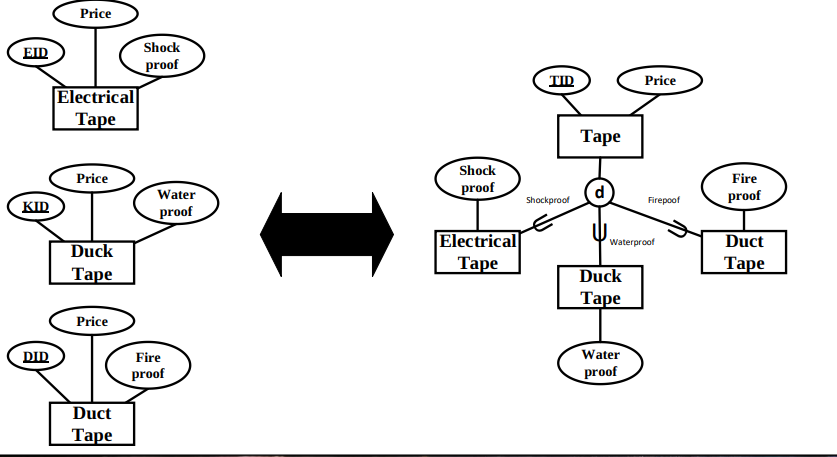 Price
EID
Shock
proof
Electrical
Tape
Price
KID
Water
proof
Duck
Tape
Price
DID
Fire
proof
Duct
Tape
TID
Price
Tape
d
Shock
proof
Shockproof
Electrical
Tape
Waterproof
Duck
Tape
Water
proof
Firepoof
Fire
proof
Duct
Tape